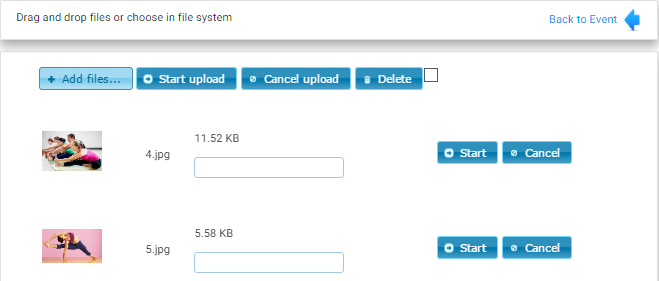 Drag and drop files or choose in file system
Back to Event
Add files...
Start upload
Cancel upload
Delete
11.52 KB
4.jpg
Start
Cancel
5.58 KB
5.jpg
Start
Cancel